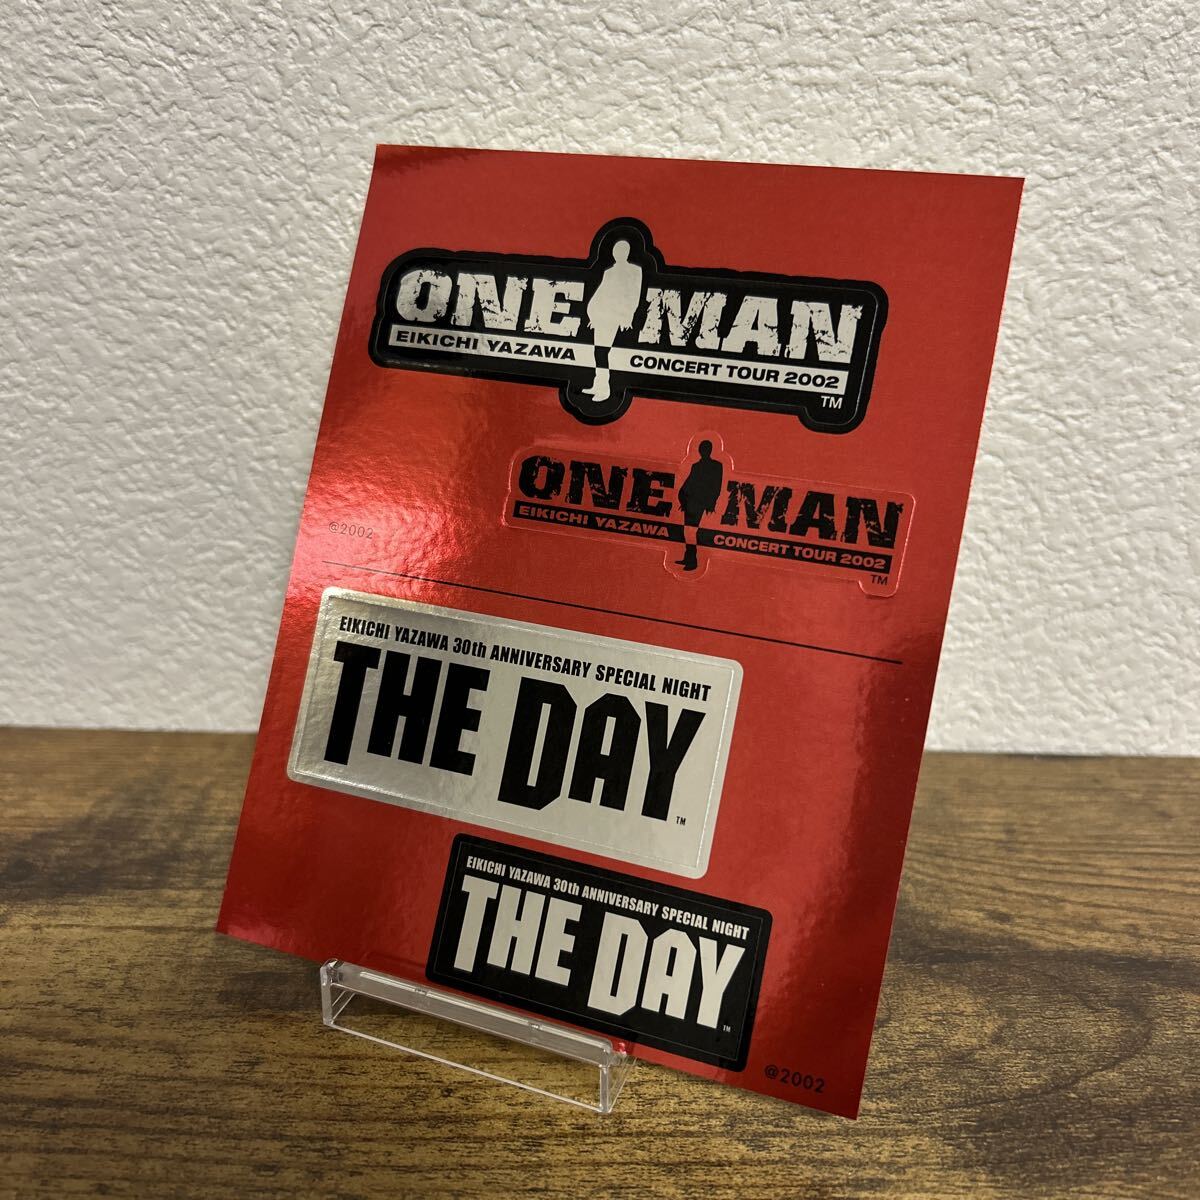 ONE MAN
EIKICHI YAZAWA CONCERT TOUR 2002
TM
ONE MAN
EIKICHI YAZAWA CONCERT TOUR 2002
TM
@2002
EIKICHI YAZAWA 30th ANNIVERSARY SPECIAL NIGHT
THE DAY
TM
EIKICHI YAZAWA 30th ANNIVERSARY SPECIAL NIGHT
THE DAY
TM
@2002